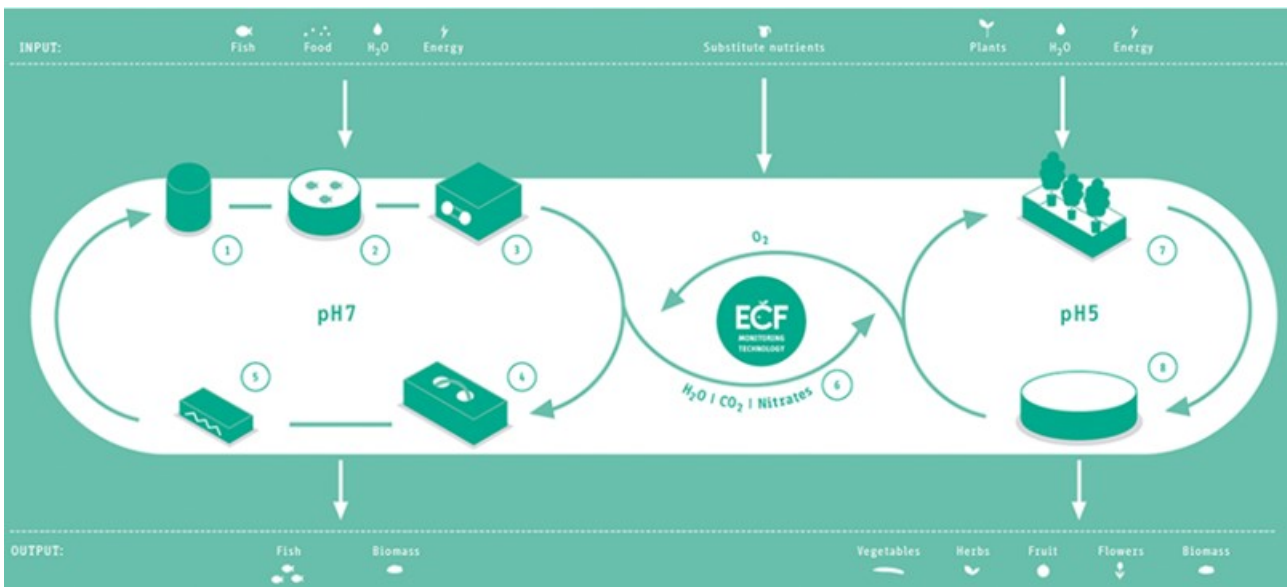 INPUT:
Fish
Food
H₂O
Energy
Substitute nutrients
Plants
H₂O
Energy
1
2
3
O₂
7
pH7
ECF
MONITORING
TECHNOLOGY
pH5
5
4
H₂O | CO₂ | Nitrates
6
8
OUTPUT:
Fish
Biomass
Vegetables
Herbs
Fruit
Flowers
Biomass